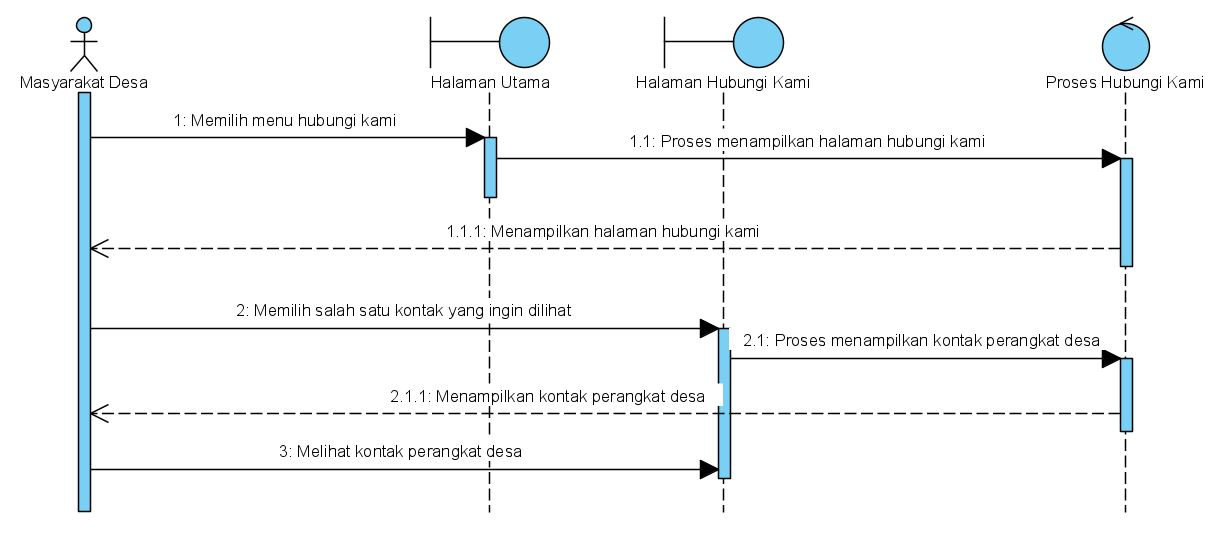 Masyarakat Desa
Halaman Utama
Halaman Hubungi Kami
Proses Hubungi Kami
1: Memilih menu hubungi kami
1.1: Proses menampilkan halaman hubungi kami
1.1.1: Menampilkan halaman hubungi kami
2: Memilih salah satu kontak yang ingin dilihat
2.1: Proses menampilkan kontak perangkat desa
2.1.1: Menampilkan kontak perangkat desa
3: Melihat kontak perangkat desa